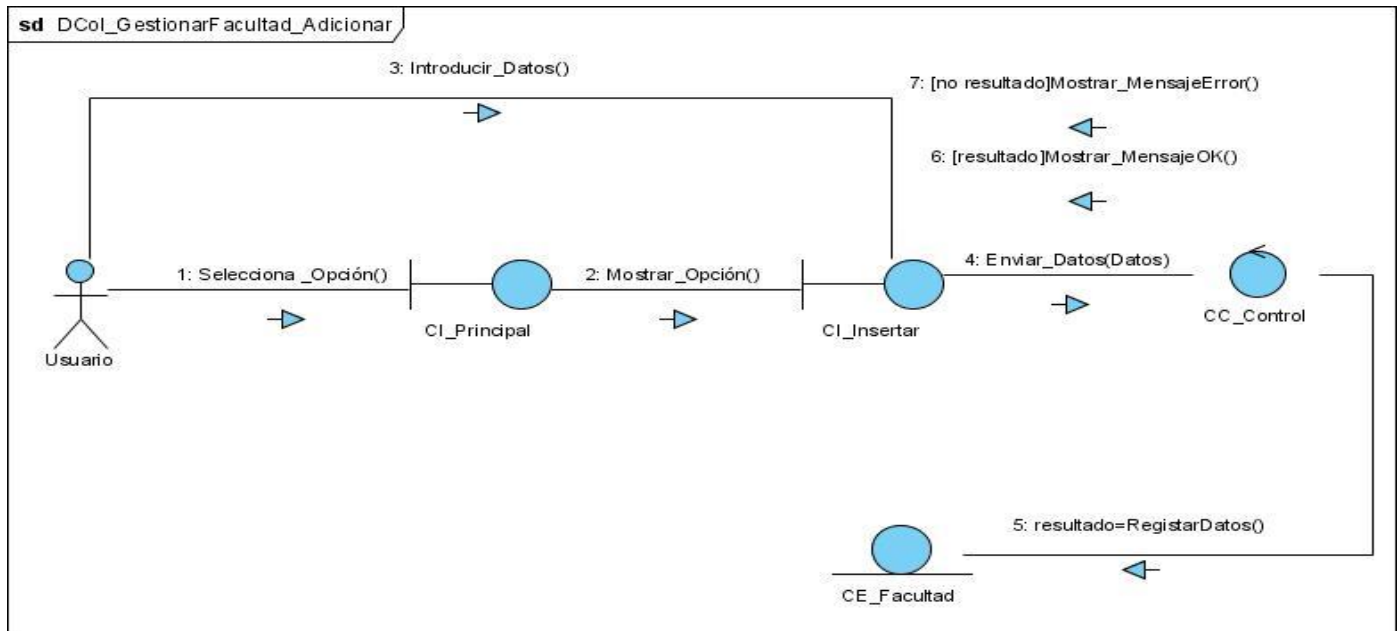 sd DCol_GestionarFacultad_Adicionar
3: Introducir_Datos()
7: [no resultado]Mostrar_MensajeError()
6: [resultado]Mostrar_MensajeOK()
1: Selecciona _Opción()
2: Mostrar_Opción()
4: Enviar_Datos(Datos)
Usuario
CI_Principal
CI_Insertar
CC_Control
5: resultado=RegistarDatos()
CE_Facultad